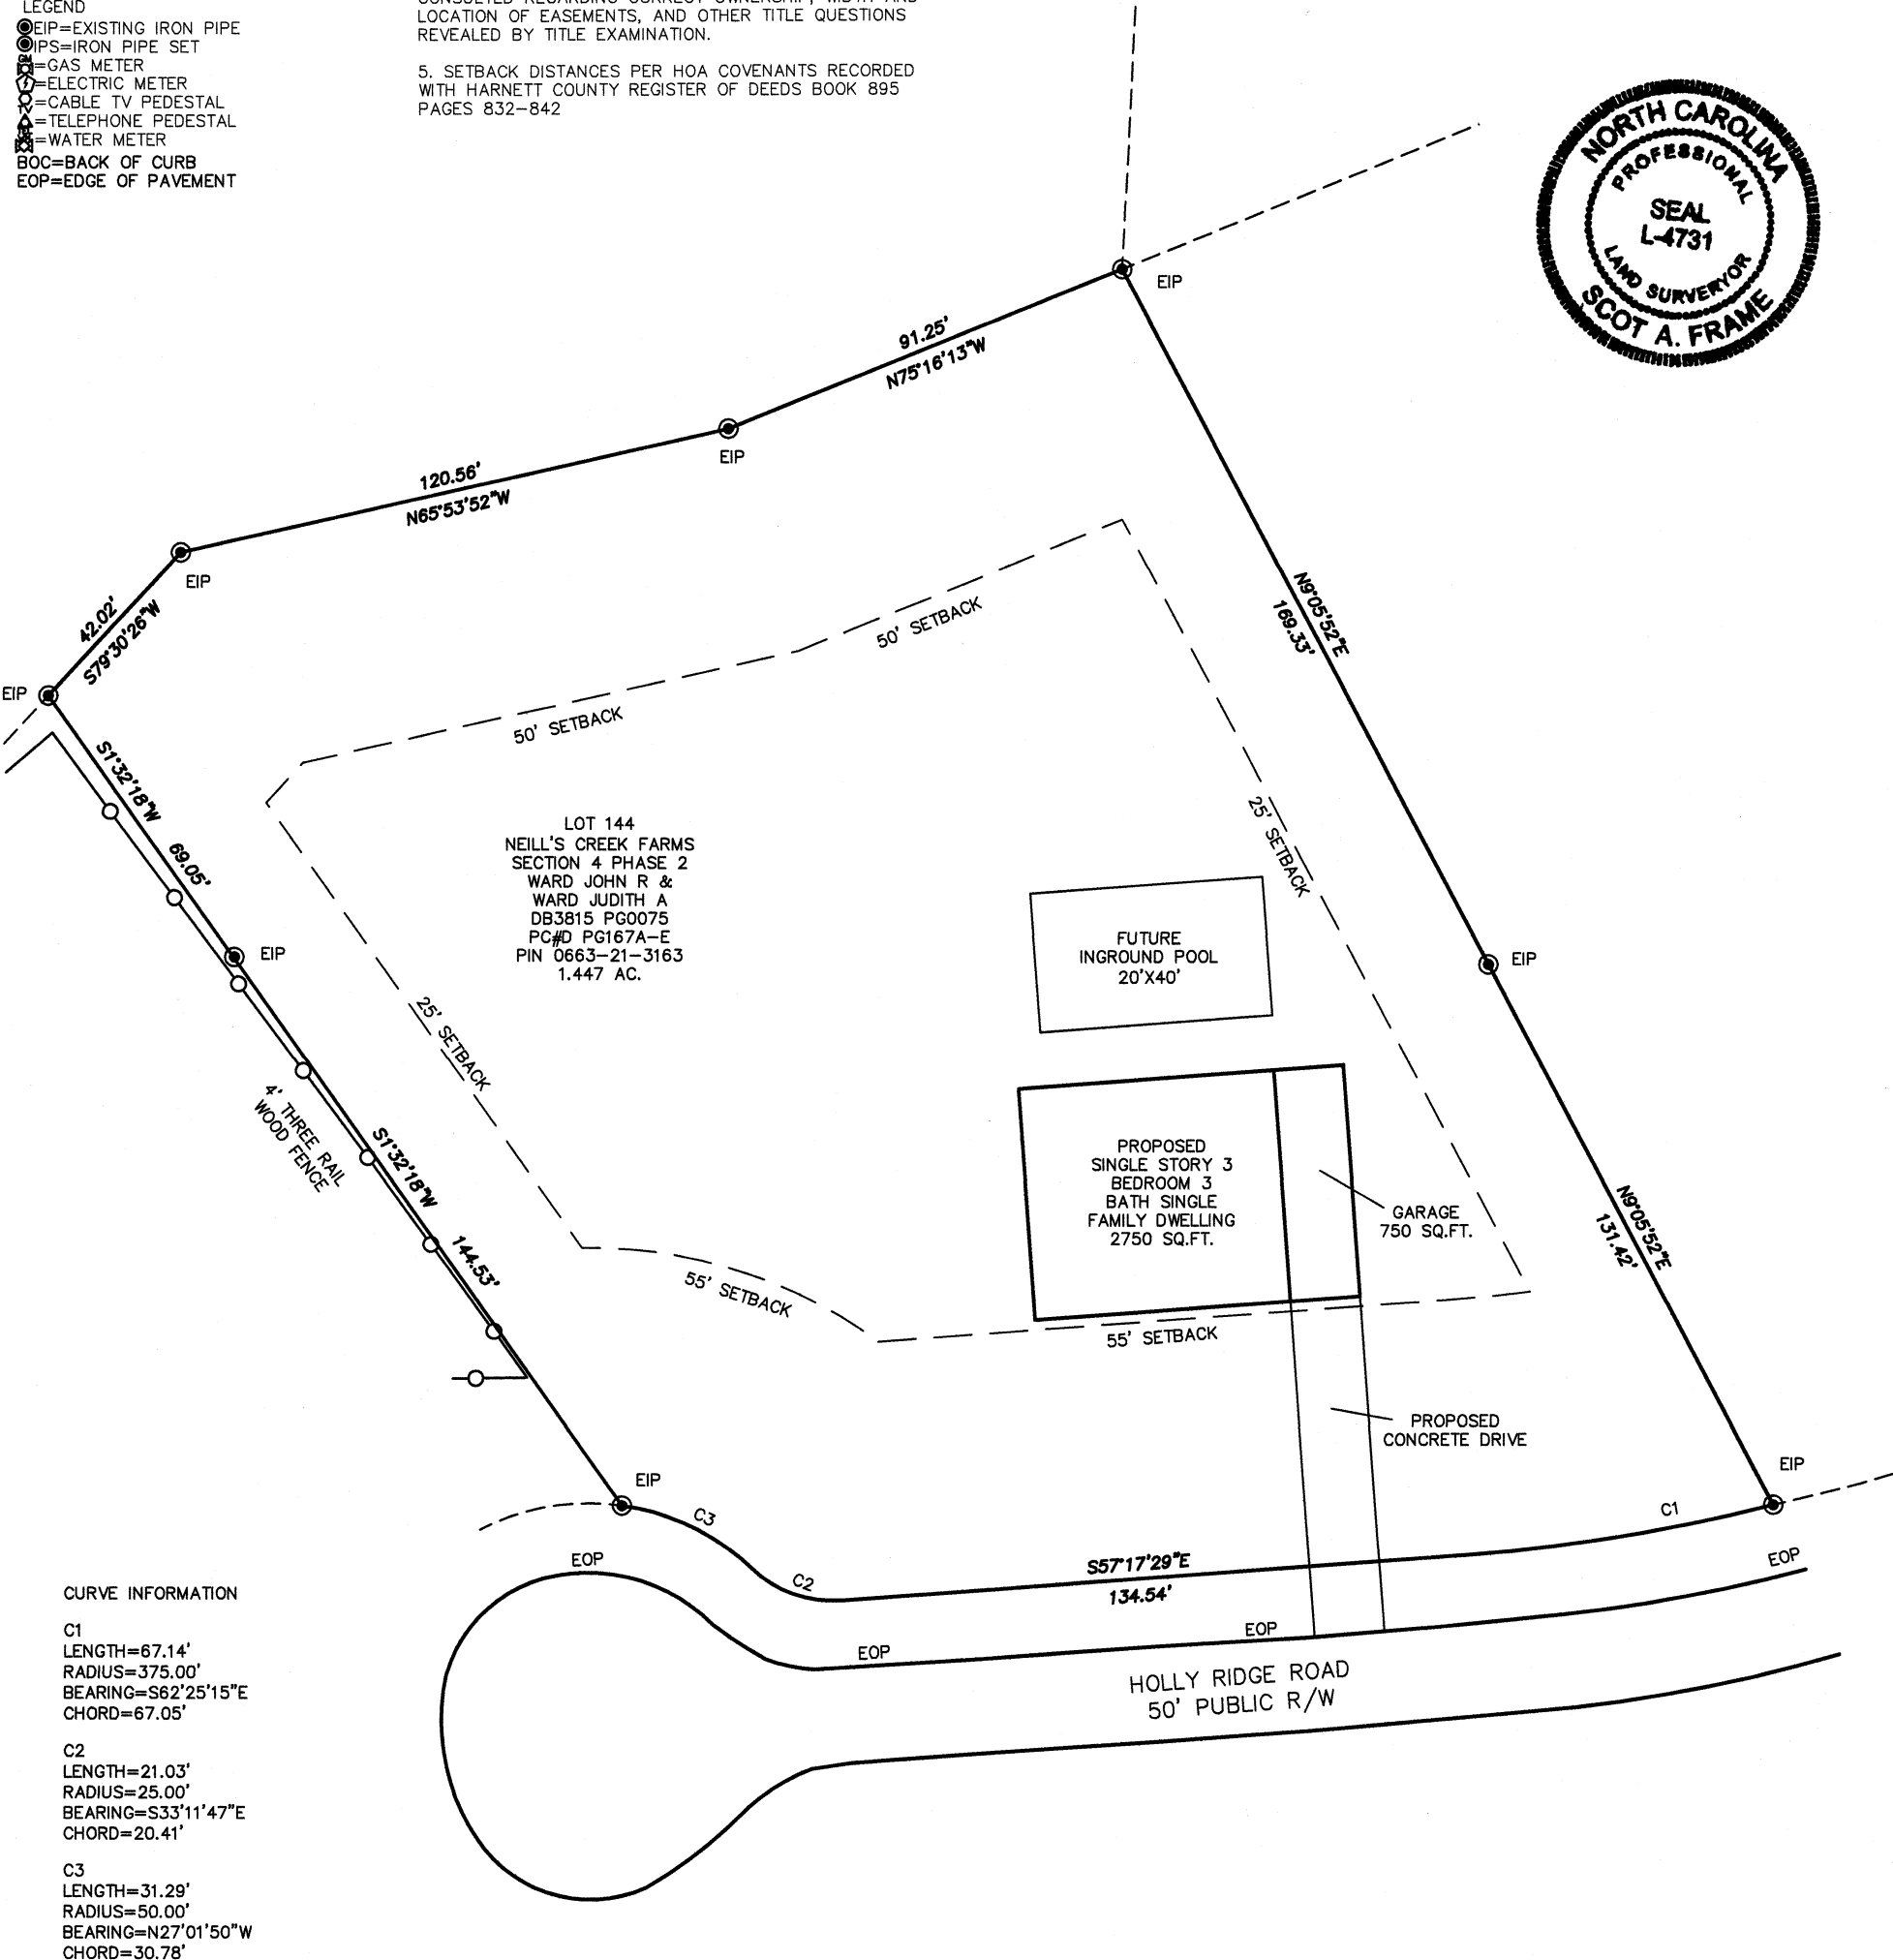 LEGEND
EIP=EXISTING IRON PIPE
IPS=IRON PIPE SET
=GAS METER
=ELECTRIC METER
=CABLE TV PEDESTAL
=TELEPHONE PEDESTAL
=WATER METER
BOC=BACK OF CURB
EOP=EDGE OF PAVEMENT
CONSULTED REGARDING CORRECT OWNERSHIP, WIDTH AND
LOCATION OF EASEMENTS, AND OTHER TITLE QUESTIONS
REVEALED BY TITLE EXAMINATION.
5. SETBACK DISTANCES PER HOA COVENANTS RECORDED
WITH HARNETT COUNTY REGISTER OF DEEDS BOOK 895
PAGES 832-842
NORTH CAROLINA
PROFESSIONAL
SEAL
L-4731
LAND SURVERYOR
SCOT A. FRAME
EIP
91.25'
N75°16'13"W
EIP
120.56'
N65°53'52"W
EIP
42.02'
S79°30'26"W
EIP
50' SETBACK
50' SETBACK
N9°05'52"E
169.33'
S1°32'18"W
69.05'
EIP
25' SETBACK
LOT 144
NEILL'S CREEK FARMS
SECTION 4 PHASE 2
WARD JOHN R &
WARD JUDITH A
DB3815 PG0075
PC#D PG167A-E
PIN 0663-21-3163
1.447 AC.
FUTURE
INGROUND POOL
20'X40'
EIP
25' SETBACK
4' THREE RAIL
WOOD FENCE
S1°32'18"W
144.53'
PROPOSED
SINGLE STORY 3
BEDROOM 3
BATH SINGLE
FAMILY DWELLING
2750 SQ.FT.
GARAGE
750 SQ.FT.
N9°05'52"E
131.42'
55' SETBACK
55' SETBACK
PROPOSED
CONCRETE DRIVE
EIP
EIP
C3
C1
C2
S57°17'29"E
134.54'
EOP
EOP
EOP
EOP
HOLLY RIDGE ROAD
50' PUBLIC R/W
CURVE INFORMATION
C1
LENGTH=67.14'
RADIUS=375.00'
BEARING=S62°25'15"E
CHORD=67.05'
C2
LENGTH=21.03'
RADIUS=25.00'
BEARING=S33°11'47"E
CHORD=20.41'
C3
LENGTH=31.29'
RADIUS=50.00'
BEARING=N27°01'50"W
CHORD=30.78'